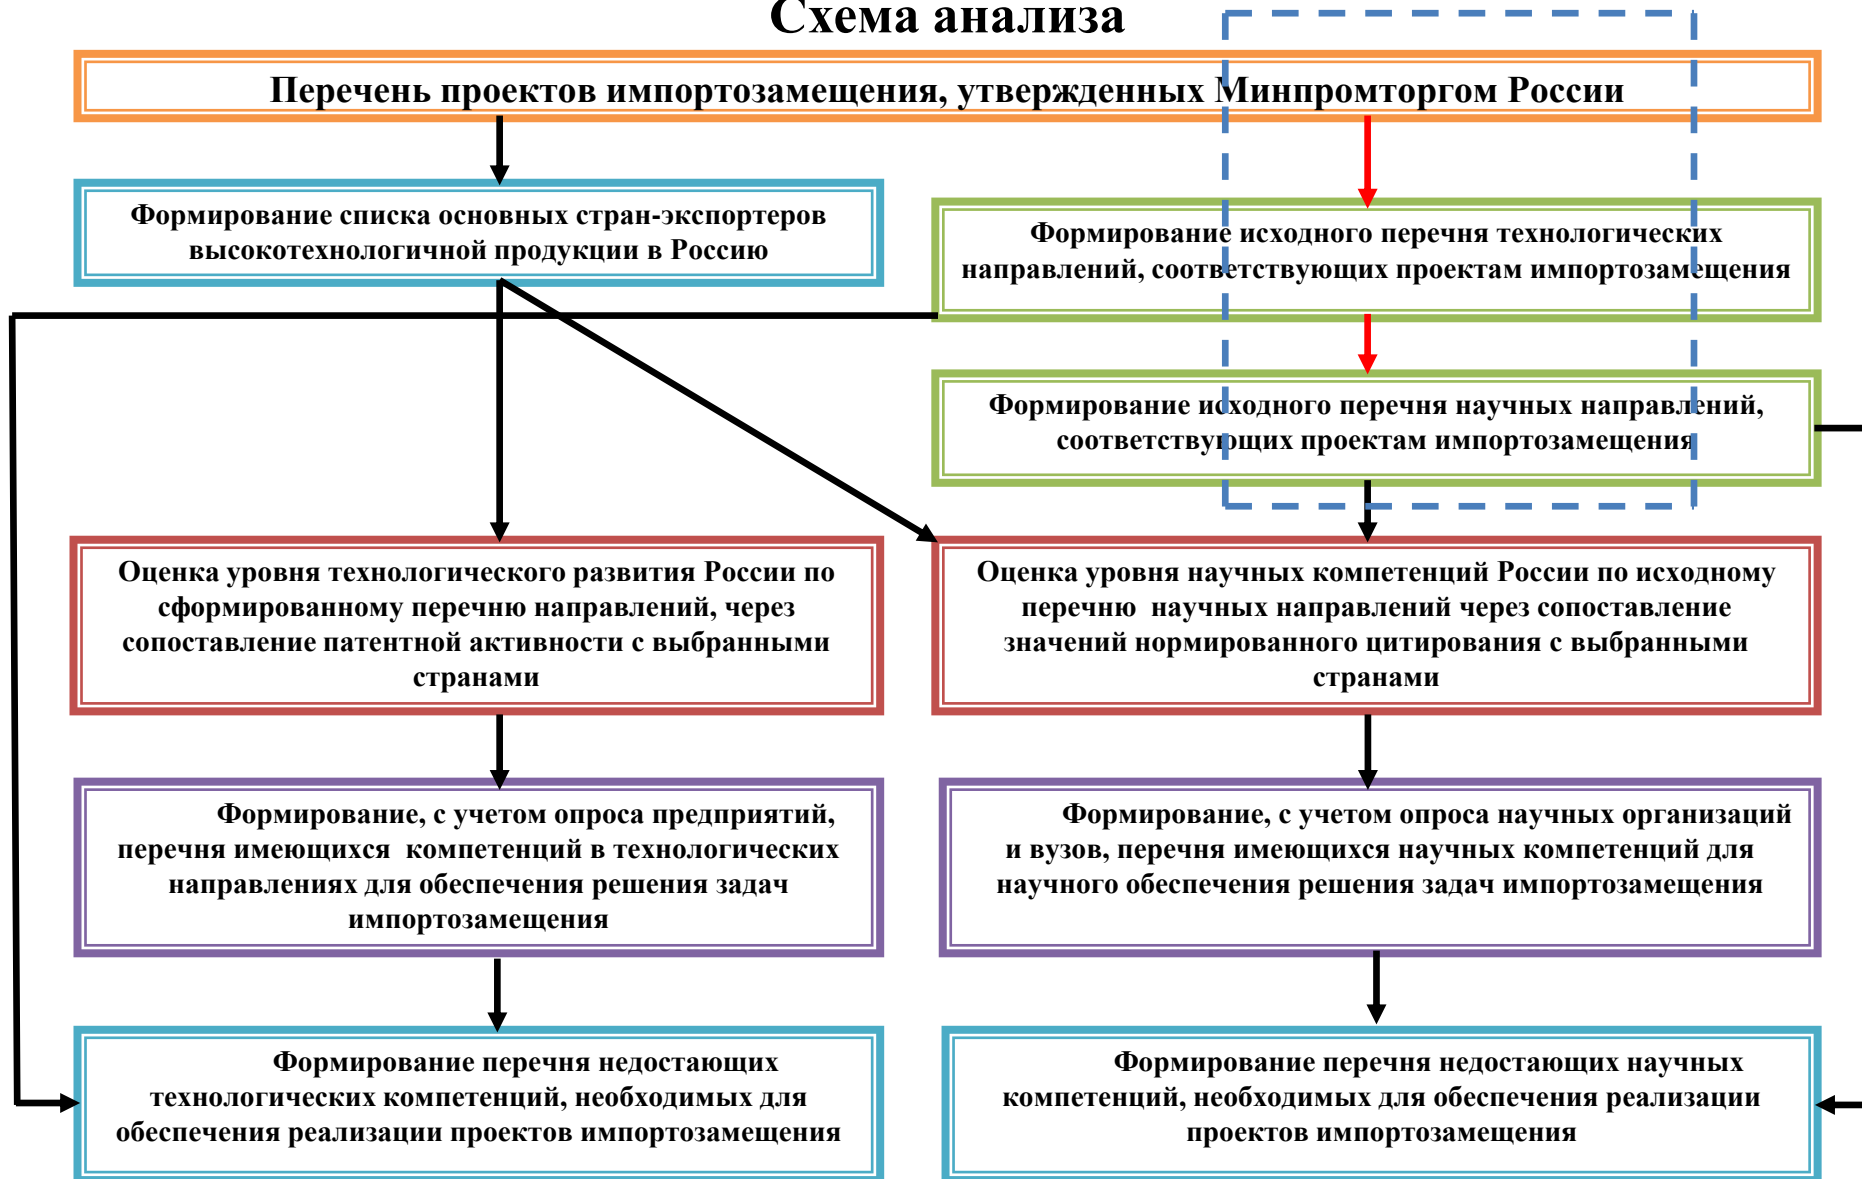 Схема анализа
Перечень проектов импортозамещения, утвержденных Минпромторгом России
Формирование списка основных стран-экспортеров
высокотехнологичной продукции в Россию
Формирование исходного перечня технологических
направлений, соответствующих проектам импортозамещения
Формирование исходного перечня научных направлений,
соответствующих проектам импортозамещения
Оценка уровня технологического развития России по
сформированному перечню направлений, через
сопоставление патентной активности с выбранными
странами
Оценка уровня научных компетенций России по исходному
перечню научных направлений через сопоставление
значений нормированного цитирования с выбранными
странами
Формирование, с учетом опроса предприятий,
перечня имеющихся компетенций в технологических
направлениях для обеспечения решения задач
импортозамещения
Формирование, с учетом опроса научных организаций
и вузов, перечня имеющихся научных компетенций для
научного обеспечения решения задач импортозамещения
Формирование перечня недостающих
технологических компетенций, необходимых для
обеспечения реализации проектов импортозамещения
Формирование перечня недостающих научных
компетенций, необходимых для обеспечения реализации
проектов импортозамещения